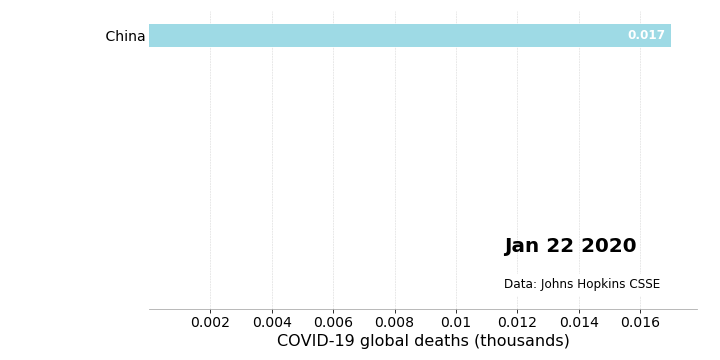 China
0.017
Jan 22 2020
Data: Johns Hopkins CSSE
0.002 0.004 0.006 0.008 0.01 0.012 0.014 0.016
COVID-19 global deaths (thousands)